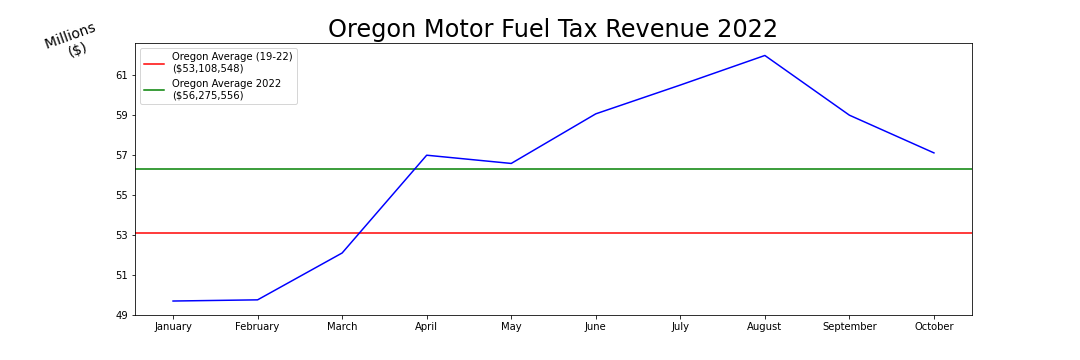 Oregon Motor Fuel Tax Revenue 2022
Millions
($)
Oregon Average (19-22)
($53,108,548)
Oregon Average 2022
($56,275,556)
61
59
57
55
53
51
49
January February March April May June July August September October